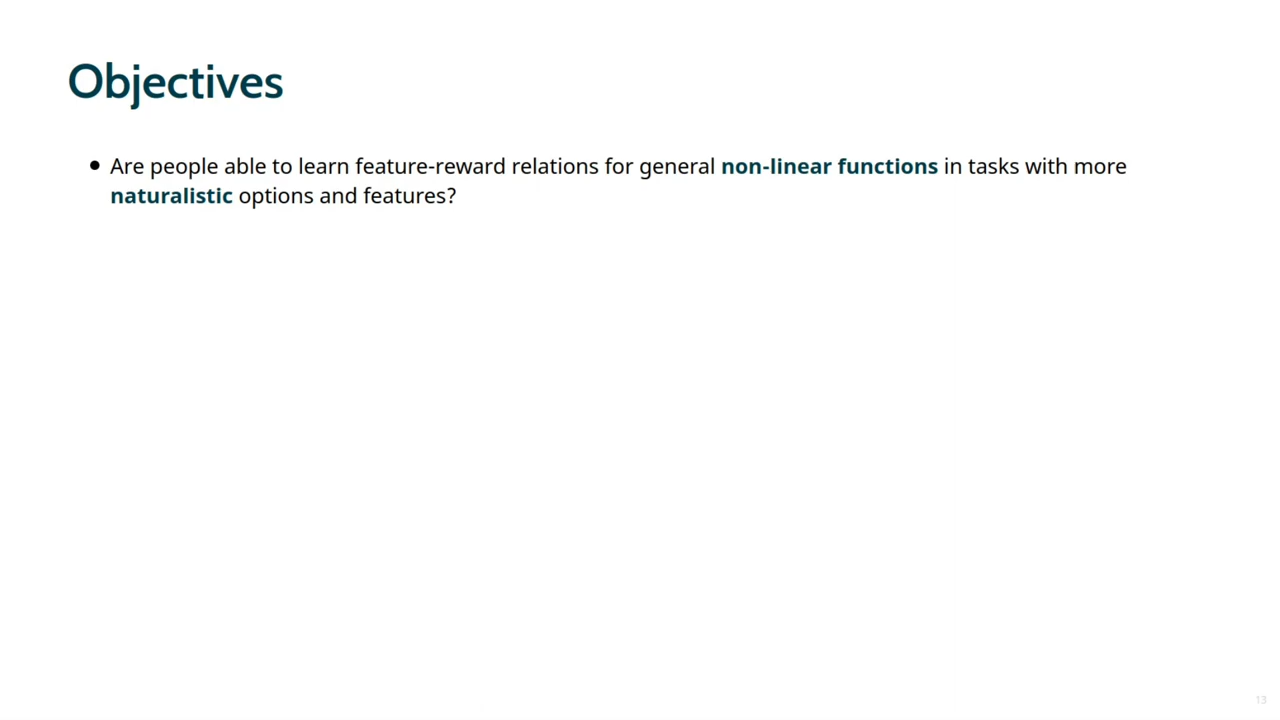 Objectives
• Are people able to learn feature-reward relations for general non-linear functions in tasks with more
naturalistic options and features?
13